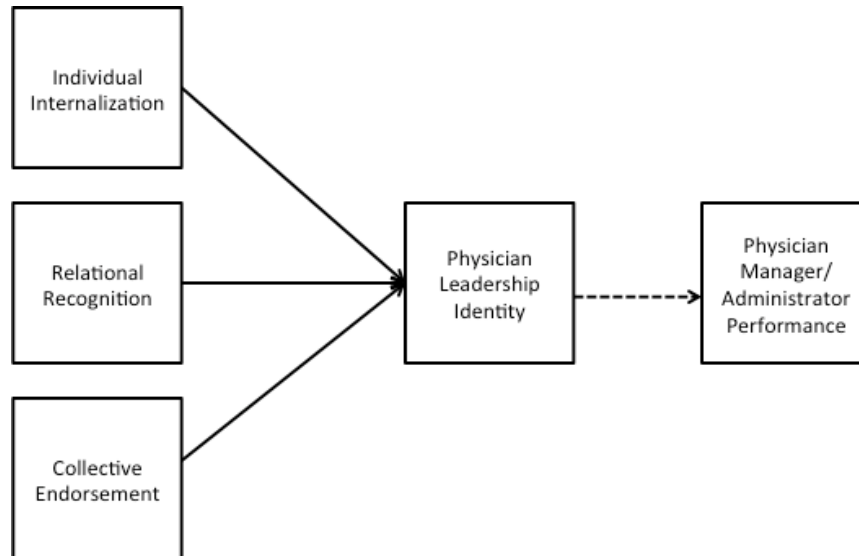 Individual
Internalization
Relational
Recognition
Collective
Endorsement
Physician
Leadership
Identity
Physician
Manager/
Administrator
Performance